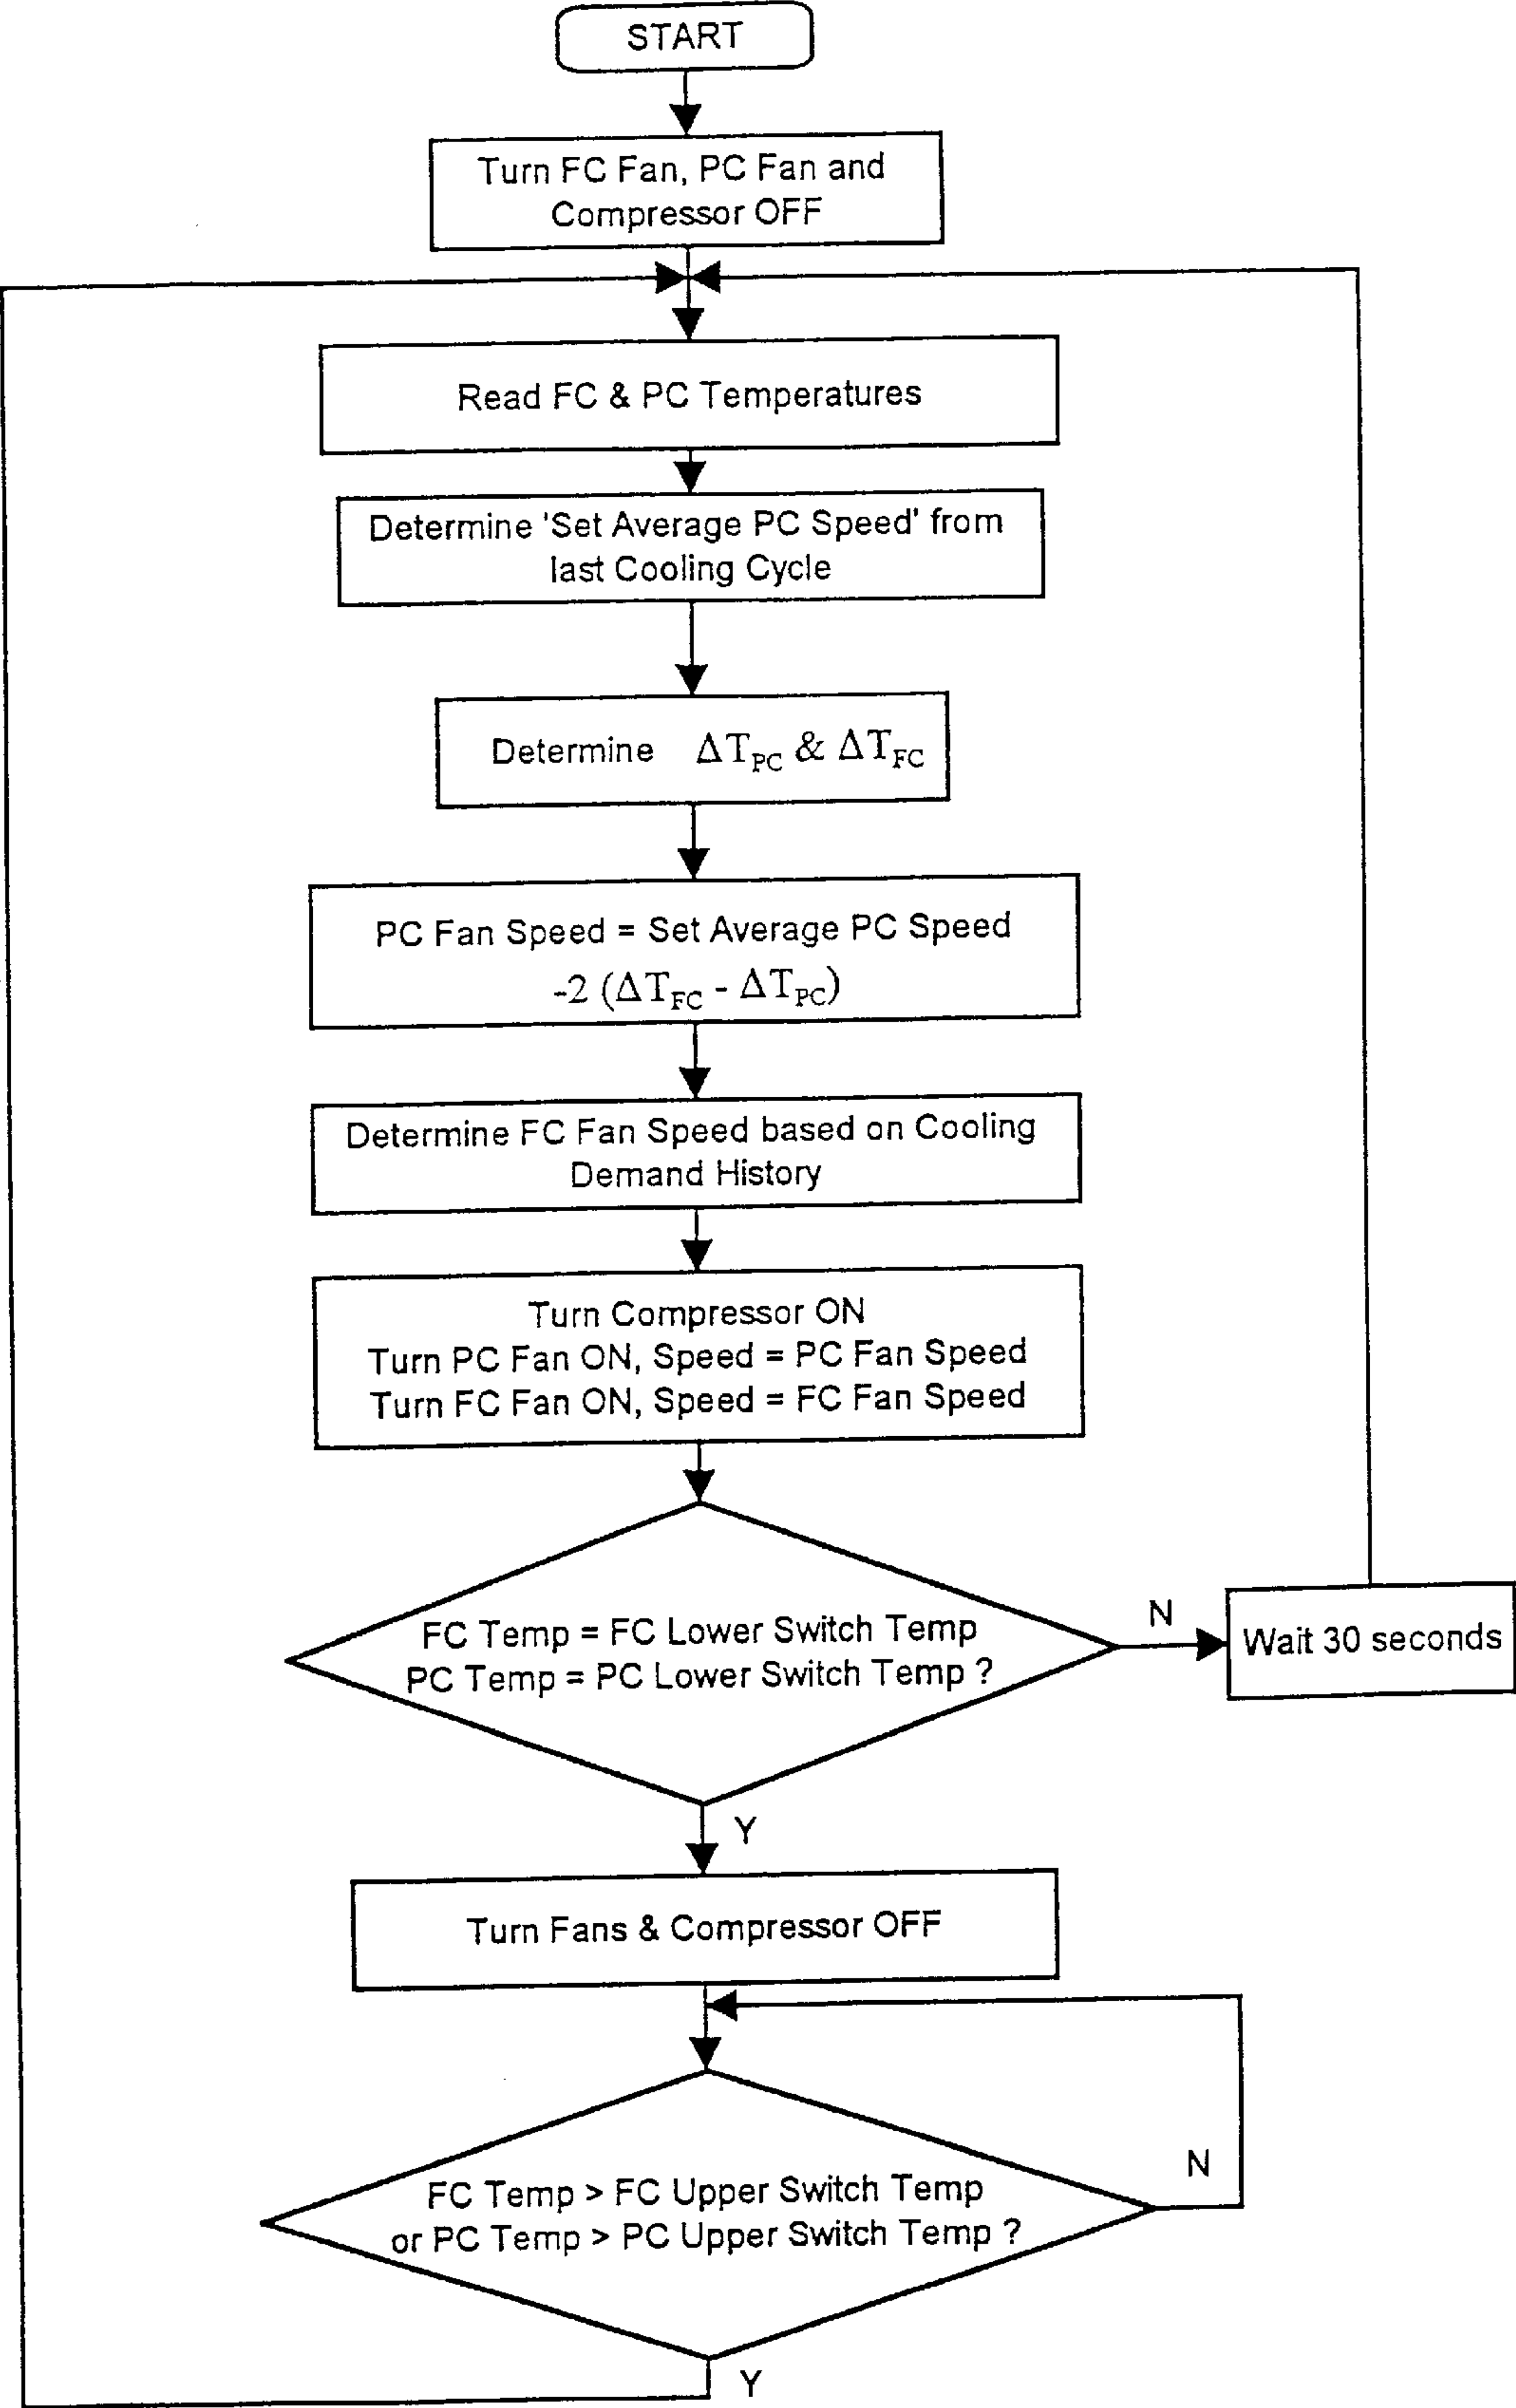 START
Turn FC Fan, PC Fan and
Compressor OFF
Read FC & PC Temperatures
Determine 'Set Average PC Speed' from
last Cooling Cycle
Determine ΔT_PC & ΔT_FC
PC Fan Speed = Set Average PC Speed
-2 (ΔT_FC - ΔT_PC)
Determine FC Fan Speed based on Cooling
Demand History
Turn Compressor ON
Turn PC Fan ON, Speed = PC Fan Speed
Turn FC Fan ON, Speed = FC Fan Speed
FC Temp = FC Lower Switch Temp
PC Temp = PC Lower Switch Temp ?
N
Wait 30 seconds
Y
Turn Fans & Compressor OFF
FC Temp > FC Upper Switch Temp
or PC Temp > PC Upper Switch Temp ?
N
Y